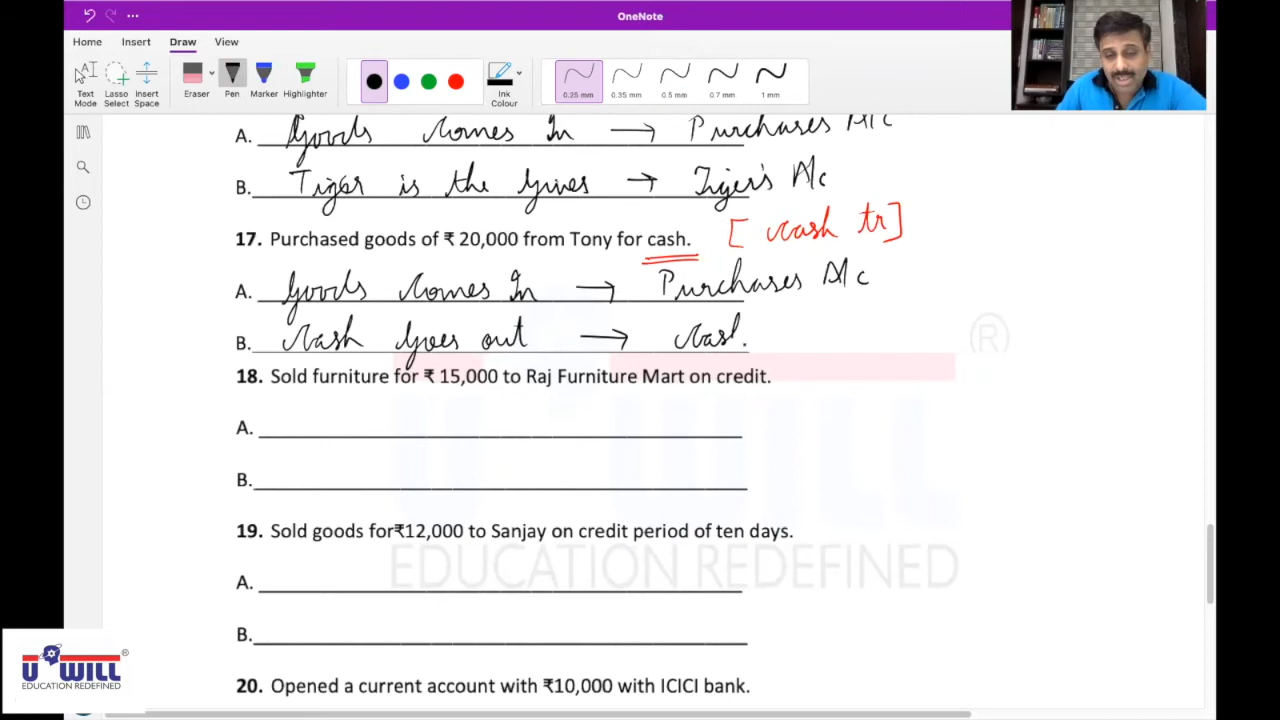 OneNote
Home Insert Draw View
Text Mode Lasso Select Insert Space Eraser Pen Marker Highlighter Ink Colour 0.25 mm 0.35 mm 0.5 mm 0.7 mm 1 mm
A. Goods Comes In → Purchases A/c
B. Tiger is the Giver → Tiger's A/c
17. Purchased goods of ₹ 20,000 from Tony for cash. [Cash tr]
A. Goods Comes In → Purchases A/c
B. Cash Goes out → Cash.
18. Sold furniture for ₹ 15,000 to Raj Furniture Mart on credit.
A.
B.
19. Sold goods for₹12,000 to Sanjay on credit period of ten days.
A.
B.
20. Opened a current account with ₹10,000 with ICICI bank.
U WILL ®
EDUCATION REDEFINED
U WILL ®
EDUCATION REDEFINED